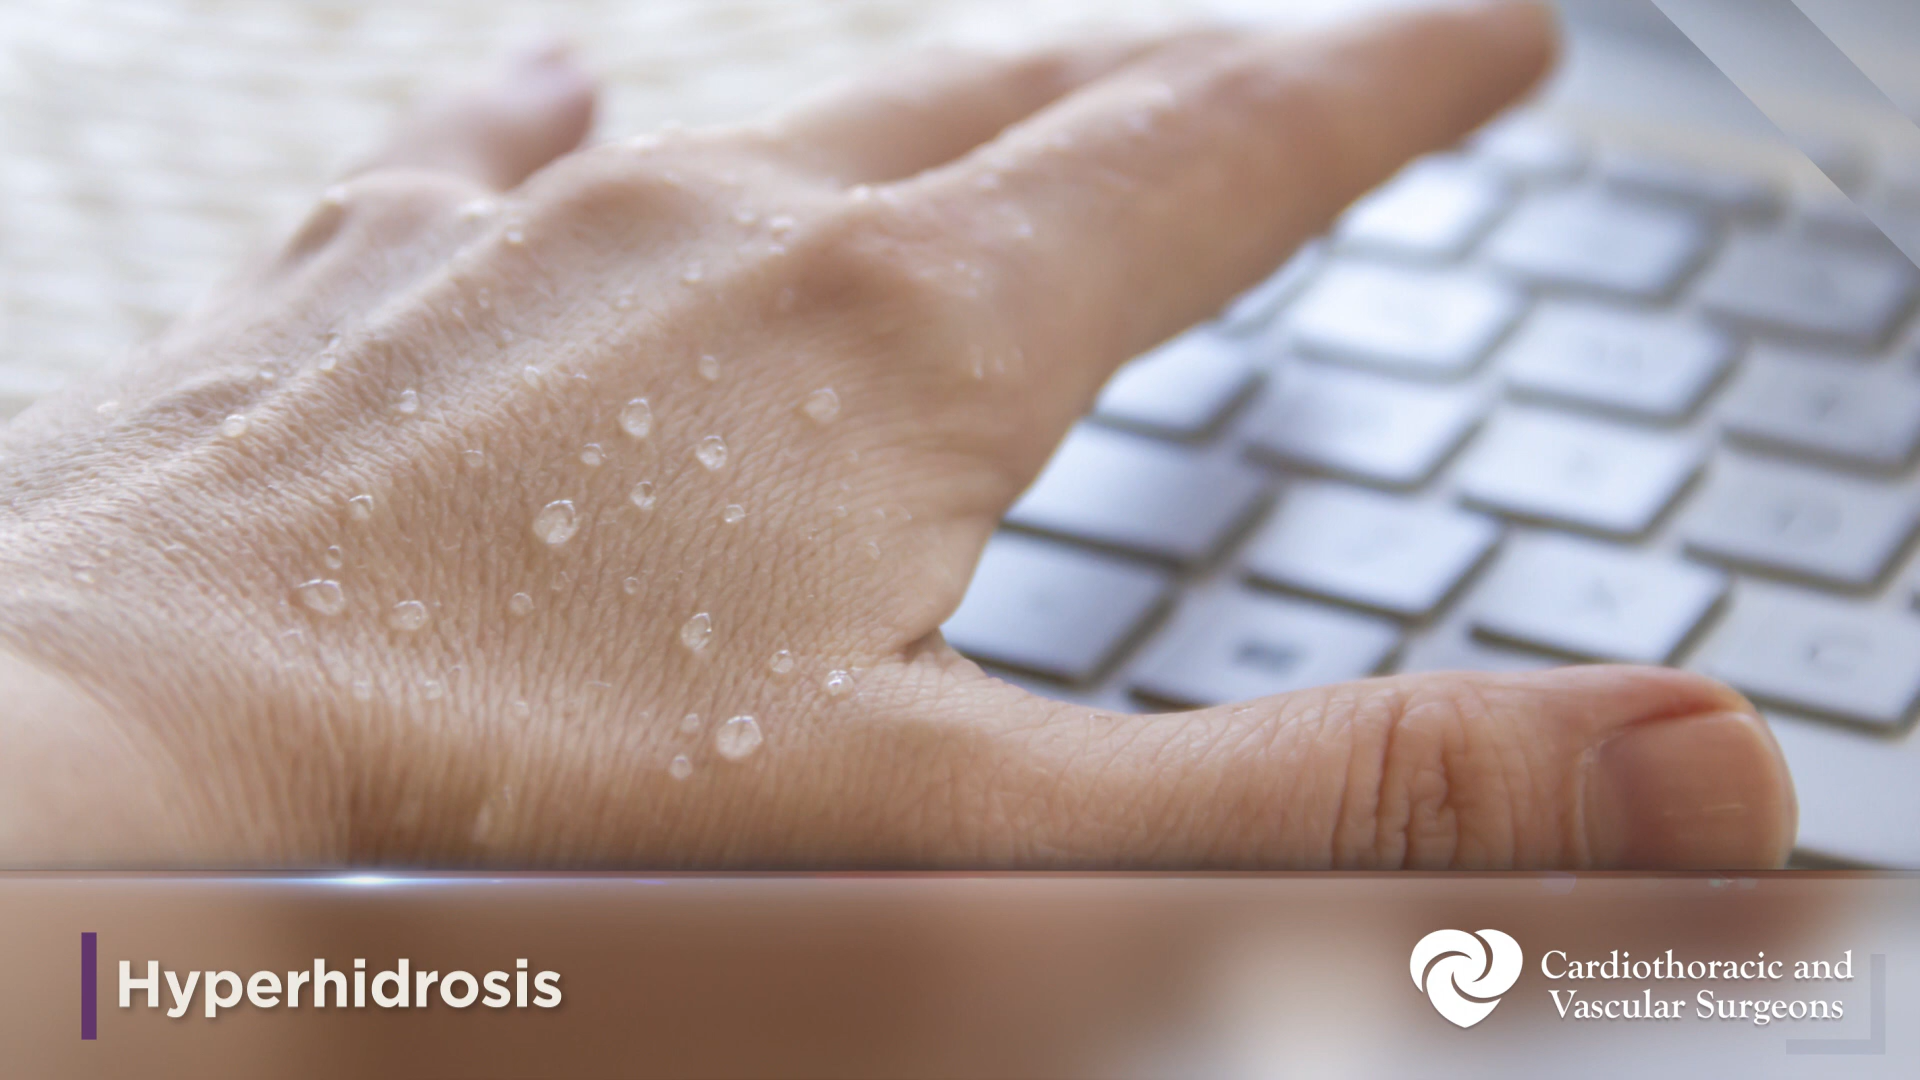 Hyperhidrosis
Cardiothoracic and
Vascular Surgeons